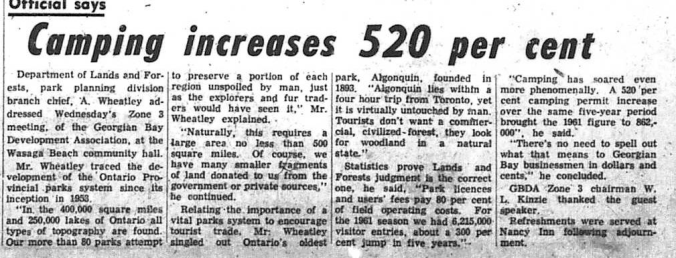 Official says
Camping increases 520 per cent
Department of Lands and For-
ests, park planning division
branch chief, A. Wheatley ad-
dressed Wednesday's Zone 3
meeting, of the Georgian Bay
Development Association, at the
Wasaga Beach community hall.
Mr. Wheatley traced the de-
velopment of the Ontario Pro-
vincial parks system since its
inception in 1953.
"In the 400,000 square miles
and 250,000 lakes of Ontario all
types of topography are found.
Our more than 80 parks attempt
to preserve a portion of each
region unspoiled by man, just
as the explorers and fur trad-
ers would have seen it," Mr.
Wheatley explained.
"Naturally, this requires a
large area no less than 500
square miles. Of course, we
have many smaller fragments
of land donated to us from the
government or private sources,"
he continued.
Relating the importance of a
vital parks system to encourage
tourist trade, Mr. Wheatley
singled out Ontario's oldest
park, Algonquin, founded in
1893. "Algonquin lies within a
four hour trip from Toronto, yet
it is virtually untouched by man.
Tourists don't want a commer-
cial, civilized forest, they look
for woodland in a natural
state."
Statistics prove Lands and
Forests judgment is the correct
one, he said, "Park licences
and users' fees pay 80 per cent
of field operating costs. For
the 1961 season we had 6,215,000
visitor entries, about a 300 per
cent jump in five years."
"Camping has soared even
more phenomenally. A 520 per
cent camping permit increase
over the same five-year period
brought the 1961 figure to 862,-
000", he said.
"There's no need to spell out
what that means to Georgian
Bay businessmen in dollars and
cents," he concluded.
GBDA Zone 3 chairman W.
L. Kinzie thanked the guest
speaker.
Refreshments were served at
Nancy Inn following adjourn-
ment.